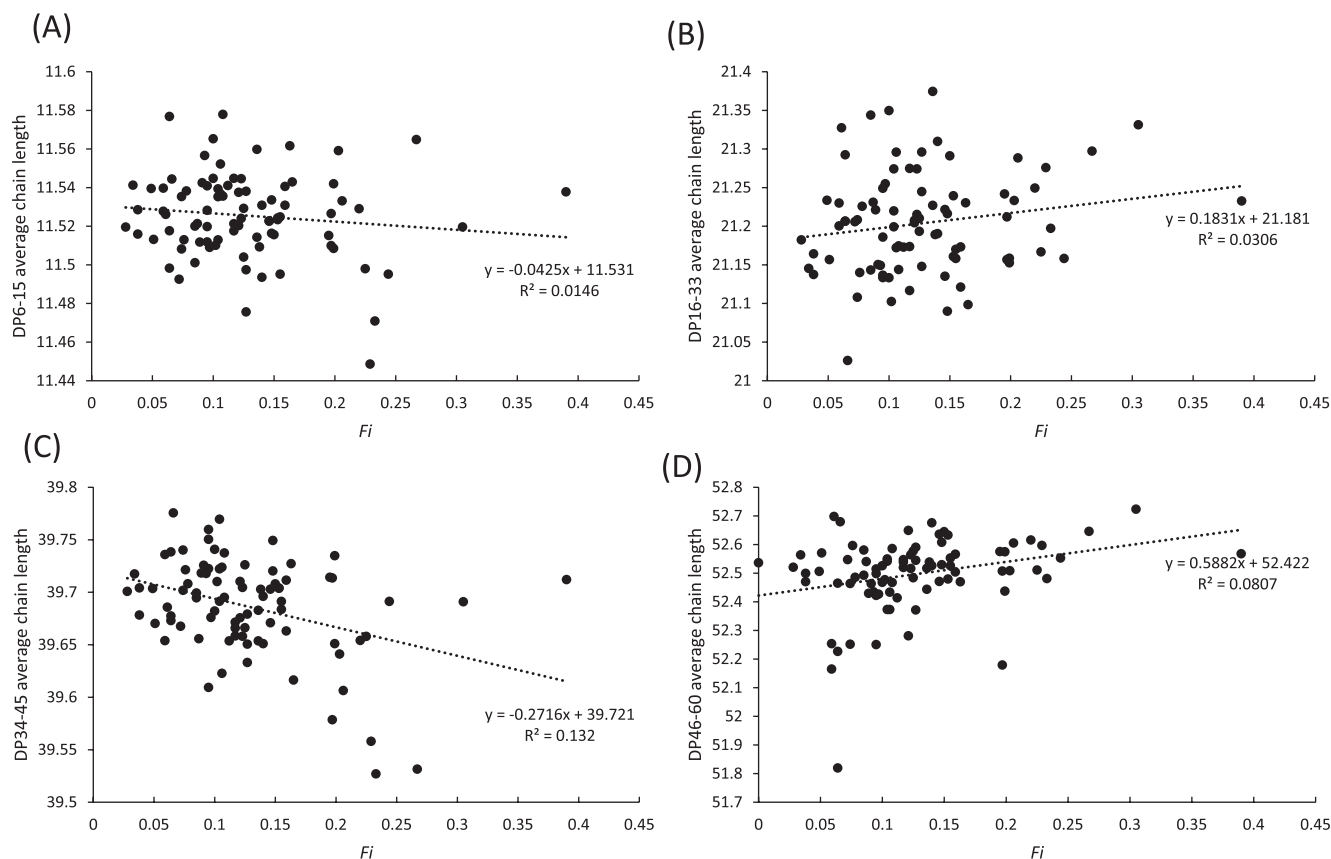 (A)
11.6
11.58
11.56
11.54
11.52
11.5
11.48
11.46
11.44
DP6-15 average chain length
y = -0.0425x + 11.531
R² = 0.0146
0 0.05 0.1 0.15 0.2 0.25 0.3 0.35 0.4 0.45
Fi
(B)
21.4
21.35
21.3
21.25
21.2
21.15
21.1
21.05
21
DP16-33 average chain length
y = 0.1831x + 21.181
R² = 0.0306
0 0.05 0.1 0.15 0.2 0.25 0.3 0.35 0.4 0.45
Fi
(C)
39.8
39.75
39.7
39.65
39.6
39.55
39.5
DP34-45 average chain length
y = -0.2716x + 39.721
R² = 0.132
0 0.05 0.1 0.15 0.2 0.25 0.3 0.35 0.4 0.45
Fi
(D)
52.8
52.7
52.6
52.5
52.4
52.3
52.2
52.1
52
51.9
51.8
51.7
DP46-60 average chain length
y = 0.5882x + 52.422
R² = 0.0807
0 0.05 0.1 0.15 0.2 0.25 0.3 0.35 0.4 0.45
Fi